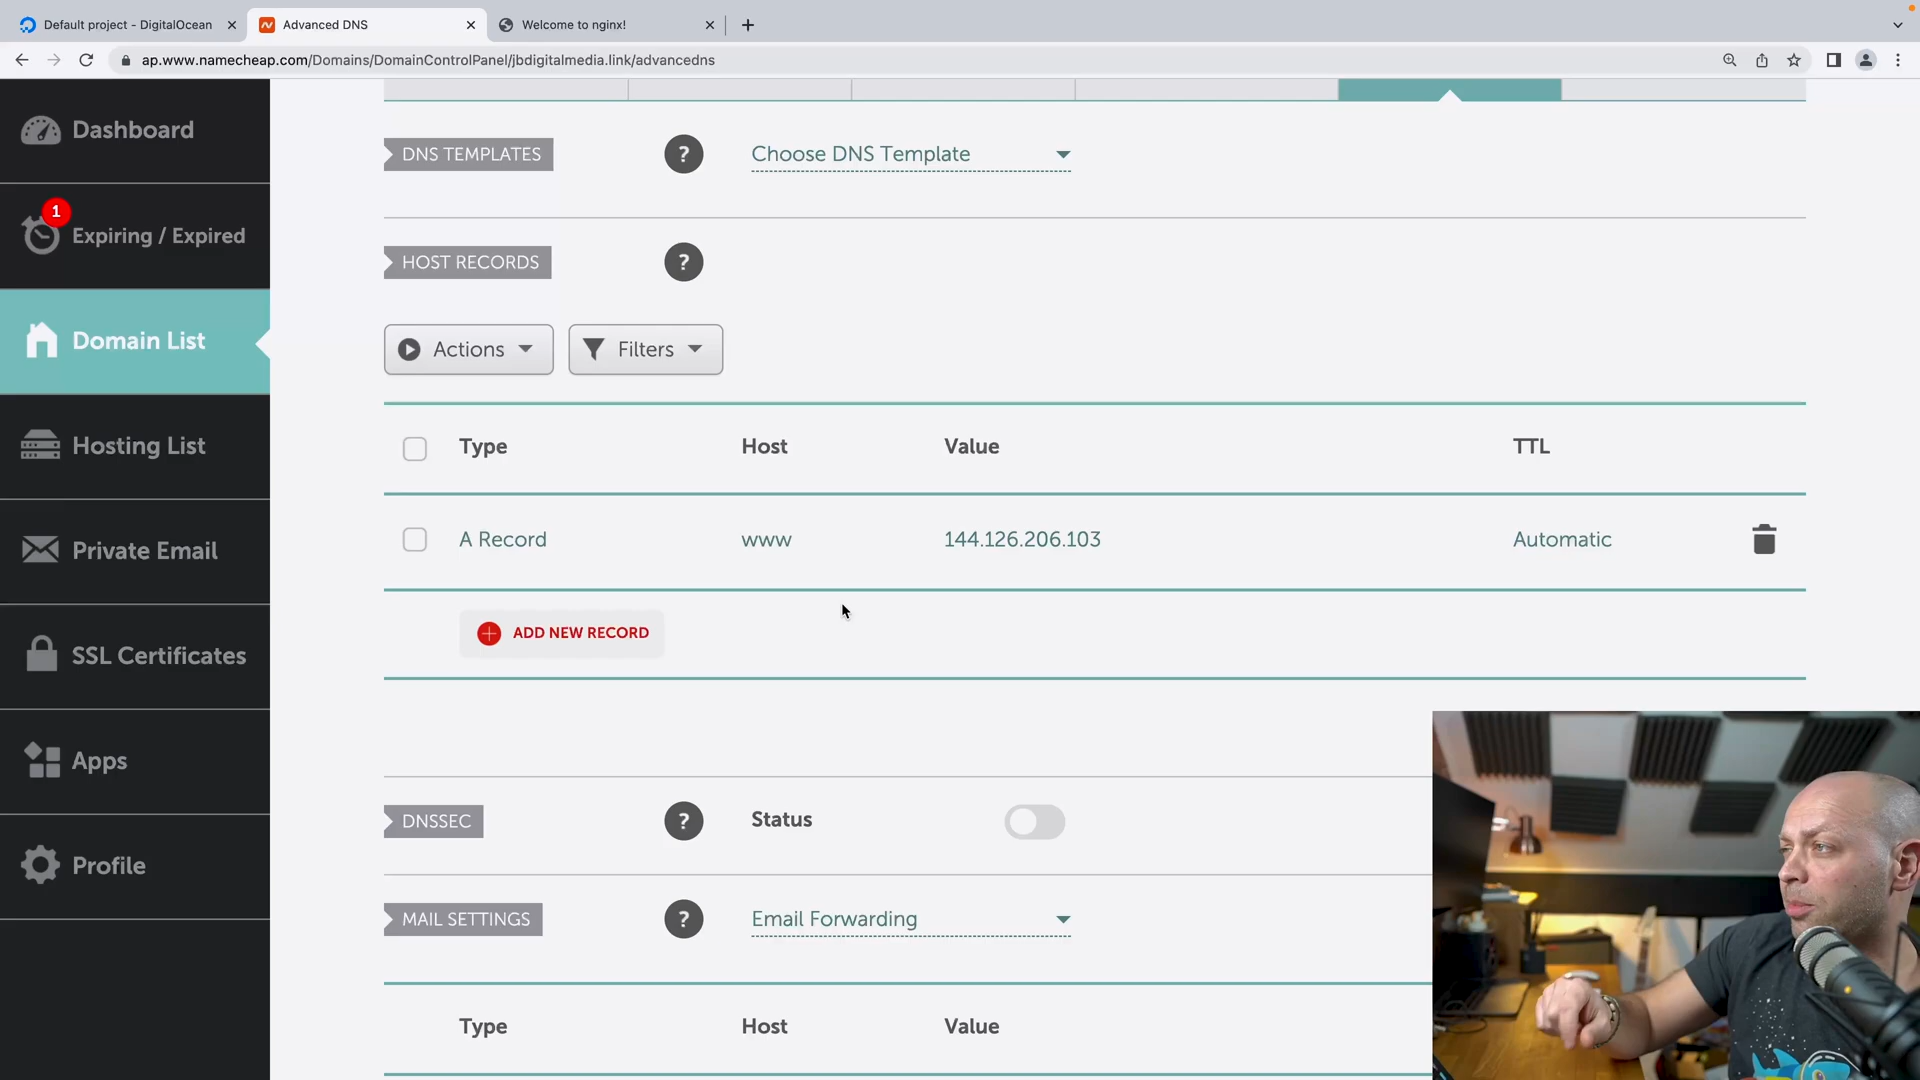 Default project - DigitalOcean
Advanced DNS
Welcome to nginx!
ap.www.namecheap.com/Domains/DomainControlPanel/jbdigitalmedia.link/advancedns
Dashboard
1
Expiring / Expired
Domain List
Hosting List
Private Email
SSL Certificates
Apps
Profile
DNS TEMPLATES
?
Choose DNS Template
HOST RECORDS
?
Actions
Filters
Type Host Value TTL
A Record www 144.126.206.103 Automatic
ADD NEW RECORD
DNSSEC
?
Status
MAIL SETTINGS
?
Email Forwarding
Type Host Value